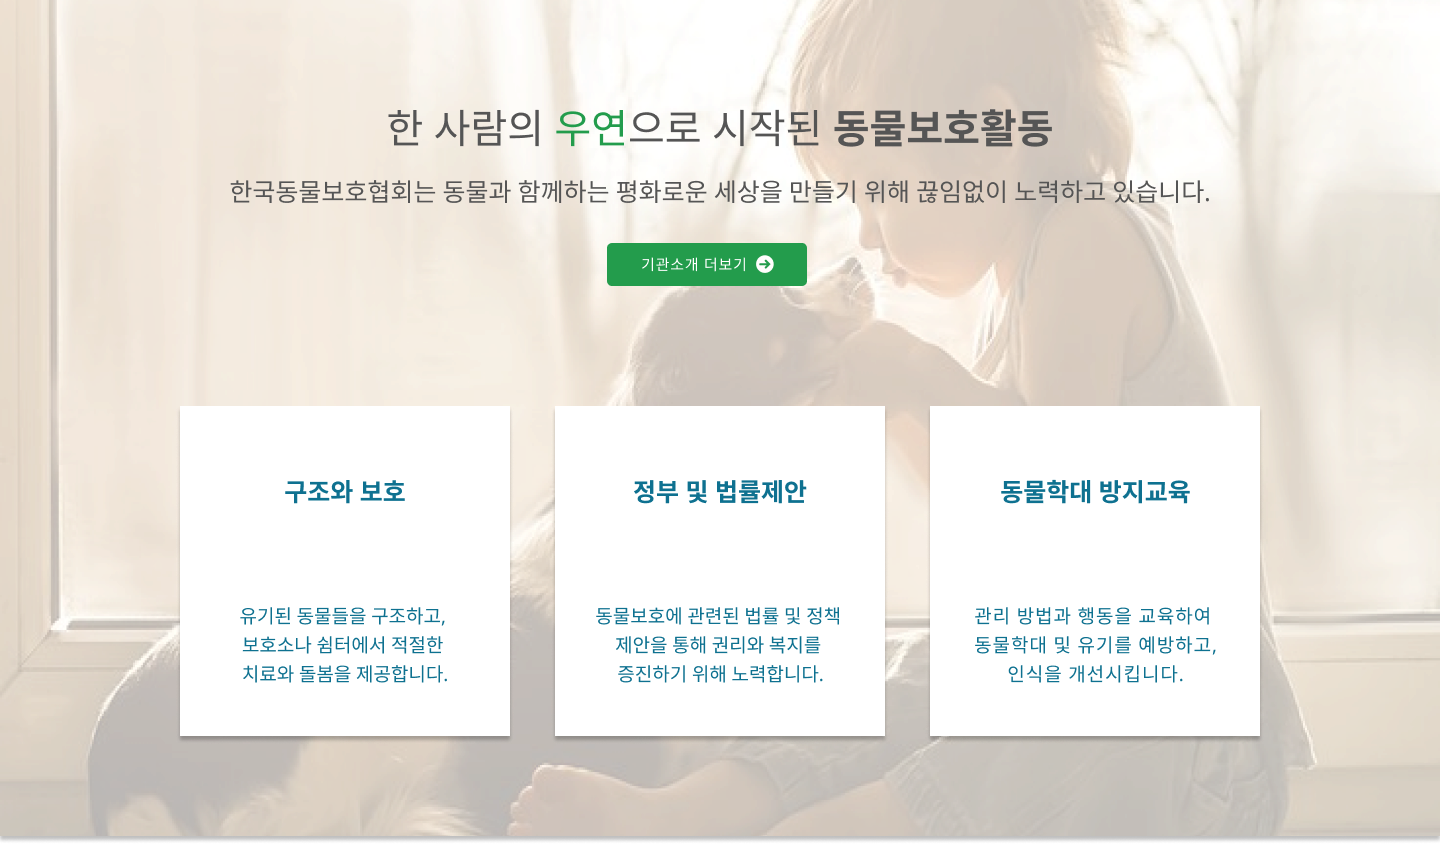 한 사람의 우연으로 시작된 동물보호활동
한국동물보호협회는 동물과 함께하는 평화로운 세상을 만들기 위해 끊임없이 노력하고 있습니다.
기관소개 더보기
구조와 보호
유기된 동물들을 구조하고,
보호소나 쉼터에서 적절한
치료와 돌봄을 제공합니다.
정부 및 법률제안
동물보호에 관련된 법률 및 정책
제안을 통해 권리와 복지를
증진하기 위해 노력합니다.
동물학대 방지교육
관리 방법과 행동을 교육하여
동물학대 및 유기를 예방하고,
인식을 개선시킵니다.